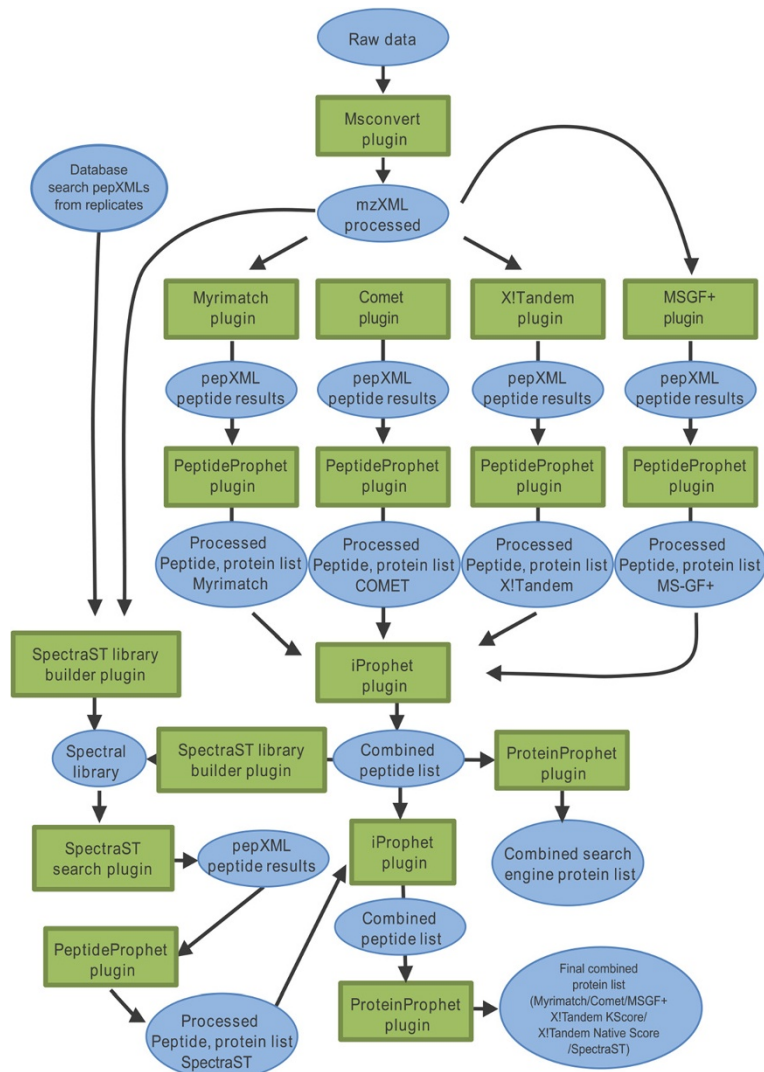 Raw data
Msconvert
plugin
Database
search pepXMLs
from replicates
mzXML
processed
Myrimatch
plugin
Comet
plugin
X!Tandem
plugin
MSGF+
plugin
pepXML
peptide results
pepXML
peptide results
pepXML
peptide results
pepXML
peptide results
PeptideProphet
plugin
PeptideProphet
plugin
PeptideProphet
plugin
PeptideProphet
plugin
Processed
Peptide, protein list
Myrimatch
Processed
Peptide, protein list
COMET
Processed
Peptide, protein list
X!Tandem
Processed
Peptide, protein list
MS-GF+
SpectraST library
builder plugin
iProphet
plugin
Spectral
library
SpectraST library
builder plugin
Combined
peptide list
ProteinProphet
plugin
SpectraST
search plugin
pepXML
peptide results
iProphet
plugin
Combined search
engine protein list
PeptideProphet
plugin
Combined
peptide list
Processed
Peptide, protein list
SpectraST
ProteinProphet
plugin
Final combined
protein list
(Myrimatch/Comet/MSGF+
X!Tandem KScore/
X!Tandem Native Score
/SpectraST)